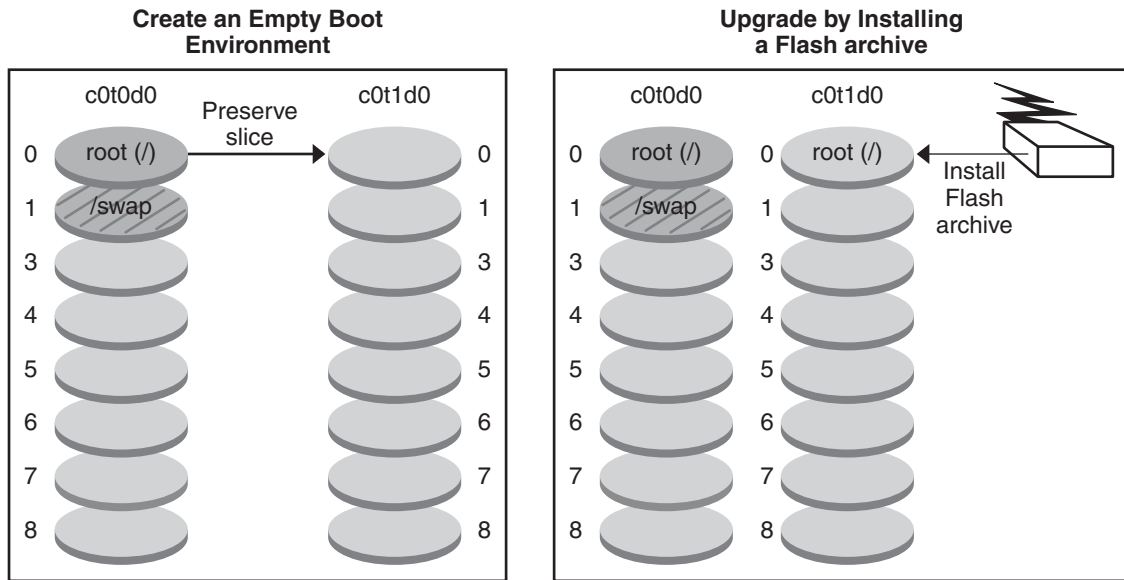 Create an Empty Boot
Environment
c0t0d0
c0t1d0
Preserve
slice
0
root (/)
0
1
/swap
1
3
3
4
4
5
5
6
6
7
7
8
8
Upgrade by Installing
a Flash archive
c0t0d0
c0t1d0
0
root (/)
0
root (/)
Install
Flash
archive
1
/swap
1
3
3
4
4
5
5
6
6
7
7
8
8